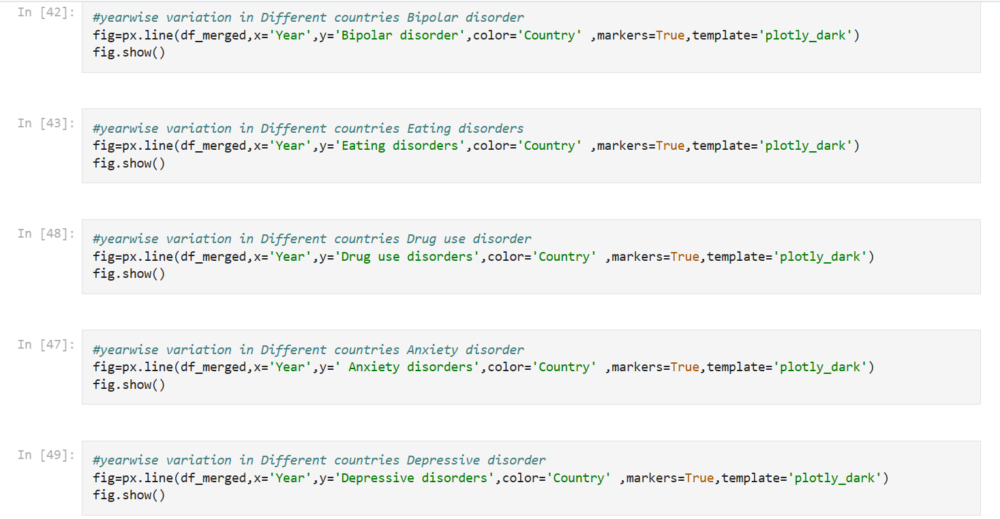 In [42]:
#yearwise variation in Different countries Bipolar disorder
fig=px.line(df_merged,x='Year',y='Bipolar disorder',color='Country' ,markers=True,template='plotly_dark')
fig.show()
In [43]:
#yearwise variation in Different countries Eating disorders
fig=px.line(df_merged,x='Year',y='Eating disorders',color='Country' ,markers=True,template='plotly_dark')
fig.show()
In [48]:
#yearwise variation in Different countries Drug use disorder
fig=px.line(df_merged,x='Year',y='Drug use disorders',color='Country' ,markers=True,template='plotly_dark')
fig.show()
In [47]:
#yearwise variation in Different countries Anxiety disorder
fig=px.line(df_merged,x='Year',y=' Anxiety disorders',color='Country' ,markers=True,template='plotly_dark')
fig.show()
In [49]:
#yearwise variation in Different countries Depressive disorder
fig=px.line(df_merged,x='Year',y='Depressive disorders',color='Country' ,markers=True,template='plotly_dark')
fig.show()